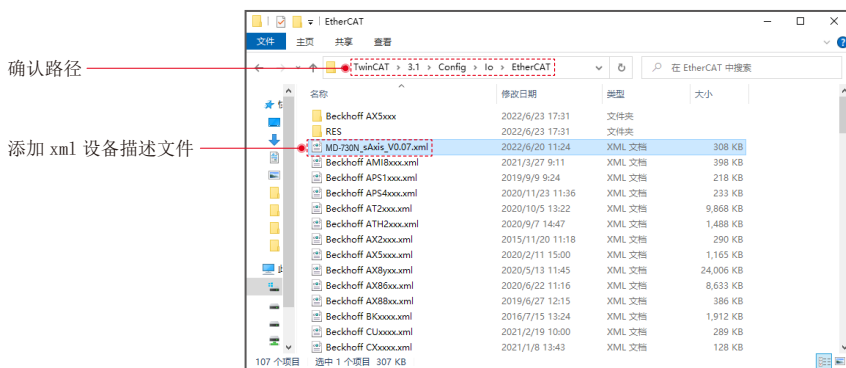 EtherCAT
文件 主页 共享 查看
确认路径
TwinCAT › 3.1 › Config › Io › EtherCAT
在 EtherCAT 中搜索
名称 修改日期 类型 大小
Beckhoff AX5xxx 2022/6/23 17:31 文件夹
RES 2022/6/23 17:31 文件夹
添加 xml 设备描述文件
MD-730N_sAxis_V0.07.xml 2022/6/20 11:24 XML 文档 308 KB
Beckhoff AMI8xxx.xml 2021/3/27 9:11 XML 文档 398 KB
Beckhoff APS1xxx.xml 2019/9/9 9:24 XML 文档 218 KB
Beckhoff APS4xxx.xml 2020/11/23 11:36 XML 文档 233 KB
Beckhoff AT2xxx.xml 2020/10/5 13:22 XML 文档 9,868 KB
Beckhoff ATH2xxx.xml 2020/9/7 14:47 XML 文档 1,488 KB
Beckhoff AX2xxx.xml 2015/11/20 11:18 XML 文档 290 KB
Beckhoff AX5xxx.xml 2020/2/11 15:00 XML 文档 1,165 KB
Beckhoff AX8yxx.xml 2020/5/13 11:45 XML 文档 24,006 KB
Beckhoff AX86xx.xml 2020/6/22 11:16 XML 文档 8,633 KB
Beckhoff AX88xx.xml 2019/6/27 12:15 XML 文档 386 KB
Beckhoff BKxxxx.xml 2016/7/15 13:24 XML 文档 1,912 KB
Beckhoff CUxxxx.xml 2021/2/19 10:00 XML 文档 289 KB
Beckhoff CXxxxx.xml 2021/1/8 13:43 XML 文档 128 KB
107 个项目 选中 1 个项目 307 KB